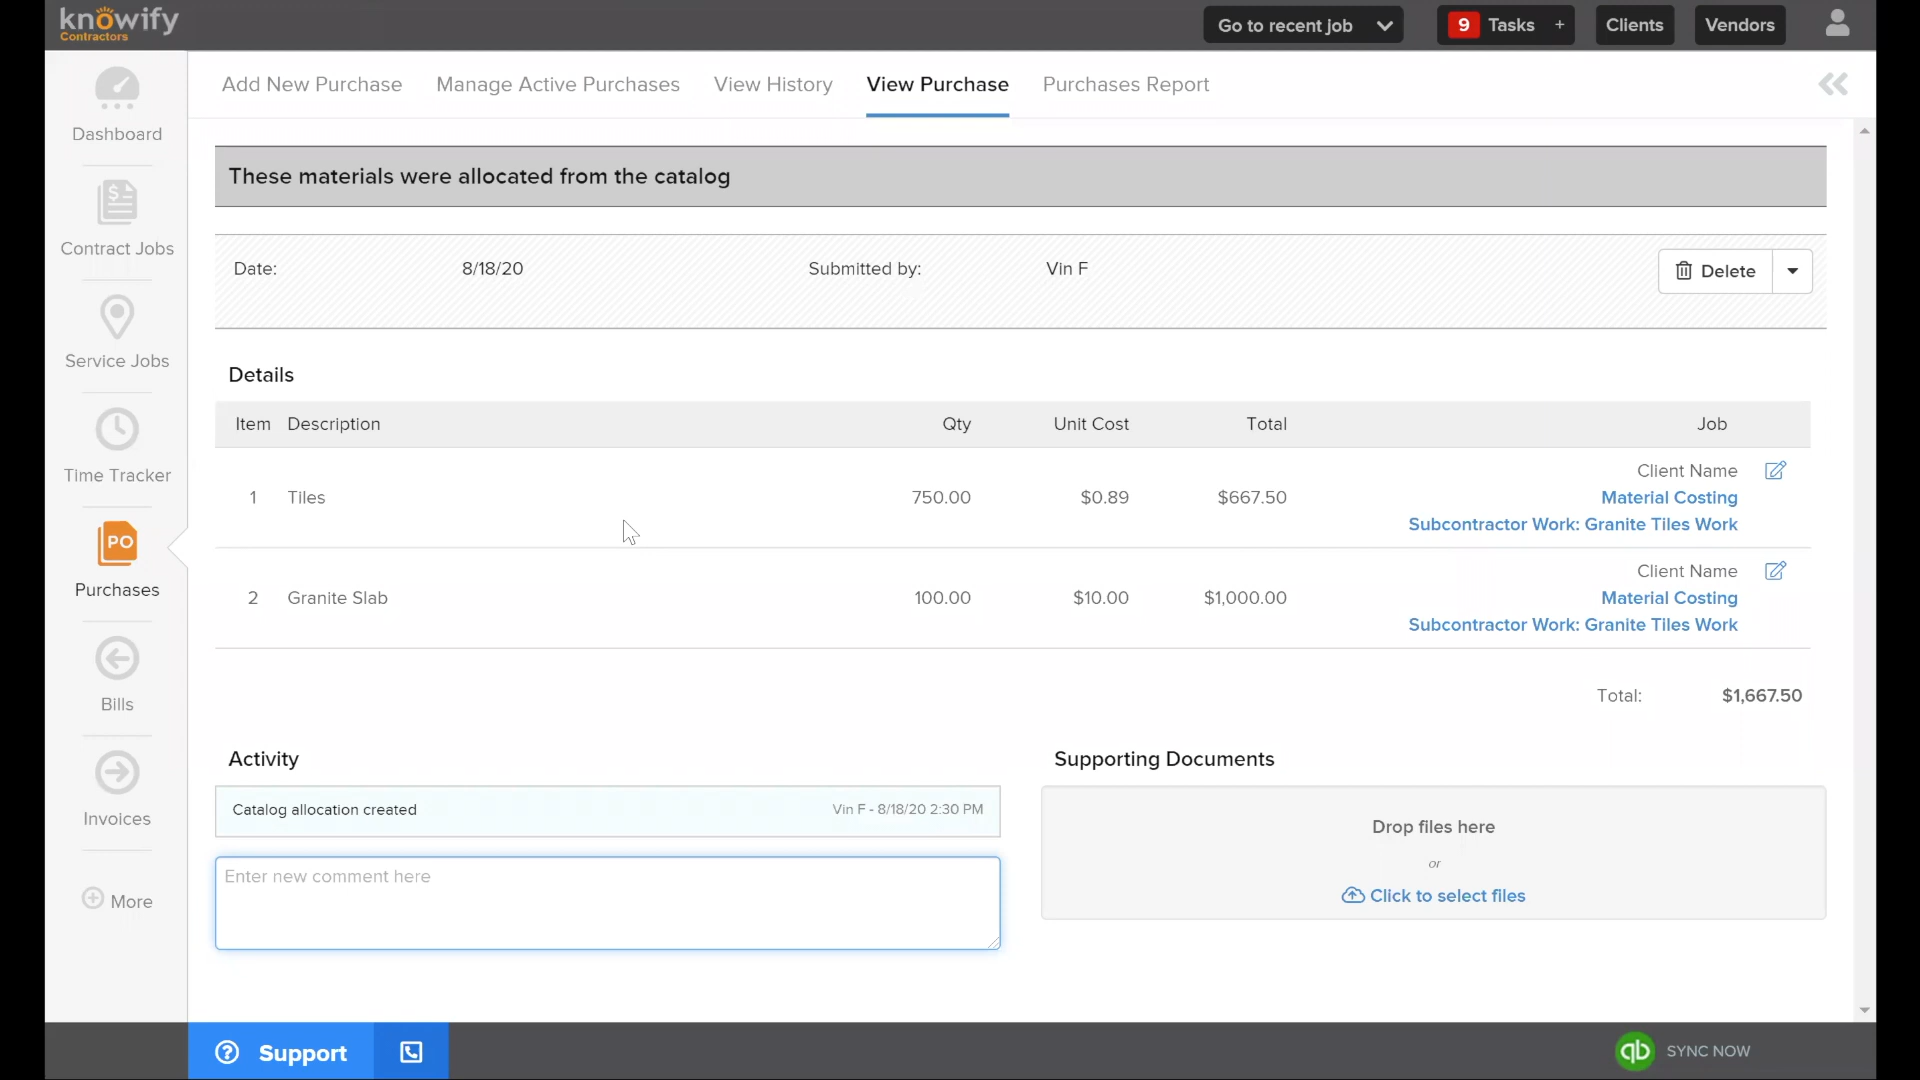 knowify
Contractors
Go to recent job
9 Tasks +
Clients
Vendors
Add New Purchase
Manage Active Purchases
View History
View Purchase
Purchases Report
Dashboard
Contract Jobs
Service Jobs
Time Tracker
PO
Purchases
Bills
Invoices
More
These materials were allocated from the catalog
Date: 8/18/20 Submitted by: Vin F
Delete
Details
Item Description Qty Unit Cost Total Job
Client Name
1 Tiles 750.00 $0.89 $667.50 Material Costing
Subcontractor Work: Granite Tiles Work
Client Name
2 Granite Slab 100.00 $10.00 $1,000.00 Material Costing
Subcontractor Work: Granite Tiles Work
Total: $1,667.50
Activity
Catalog allocation created Vin F - 8/18/20 2:30 PM
Enter new comment here
Supporting Documents
Drop files here
or
Click to select files
? Support
qb SYNC NOW